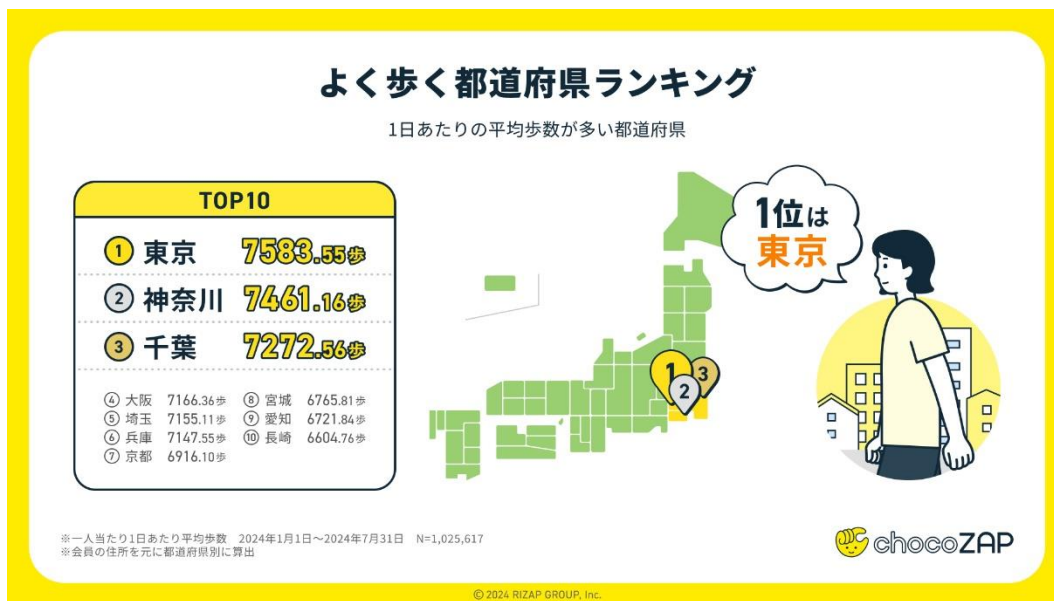 よく歩く都道府県ランキング
1日あたりの平均歩数が多い都道府県
TOP10
1 東京 7583.55歩
2 神奈川 7461.16歩
3 千葉 7272.56歩
④ 大阪 7166.36歩
⑤ 埼玉 7155.11歩
⑥ 兵庫 7147.55歩
⑦ 京都 6916.10歩
⑧ 宮城 6765.81歩
⑨ 愛知 6721.84歩
⑩ 長崎 6604.76歩
1
2
3
1位は
東京
※一人当たり1日あたり平均歩数 2024年1月1日～2024年7月31日 N=1,025,617
※会員の住所を元に都道府県別に算出
chocoZAP
© 2024 RIZAP GROUP, Inc.